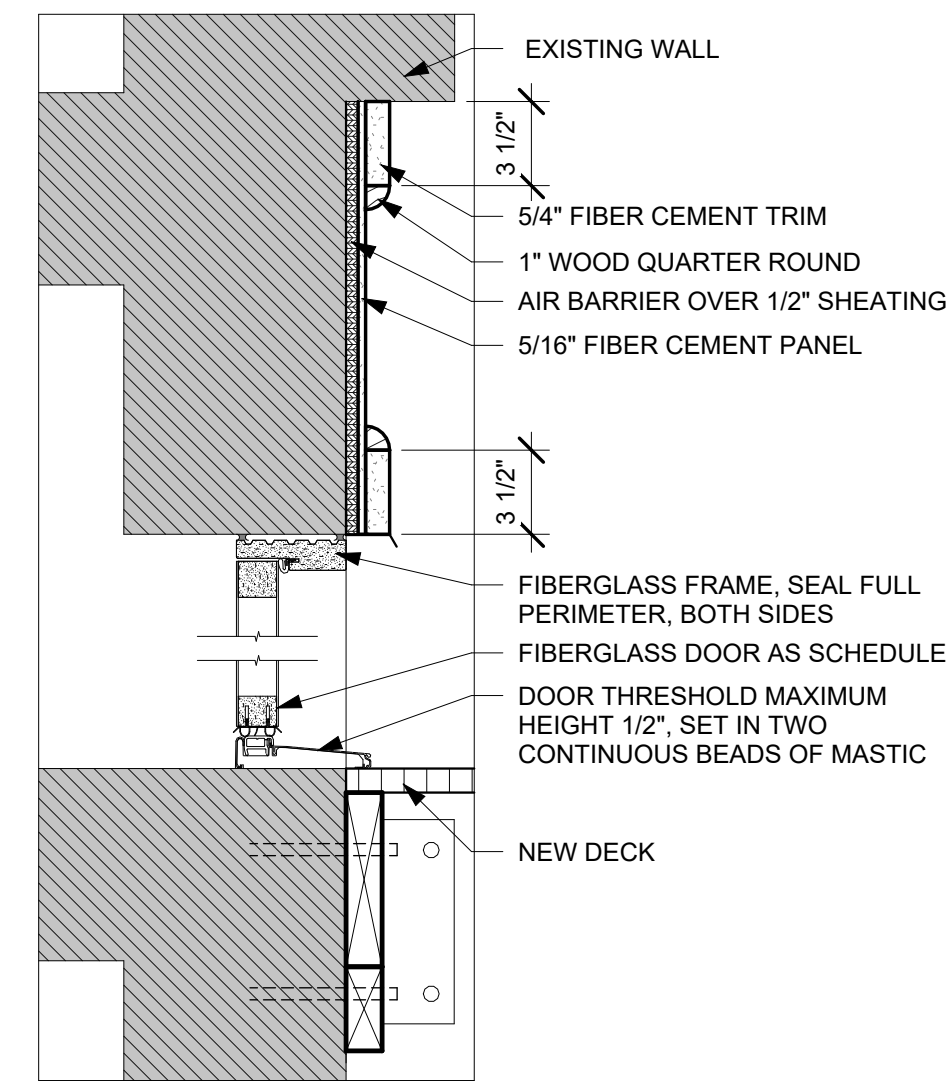 EXISTING WALL
3 1/2"
5/4" FIBER CEMENT TRIM
1" WOOD QUARTER ROUND
AIR BARRIER OVER 1/2" SHEATING
5/16" FIBER CEMENT PANEL
3 1/2"
FIBERGLASS FRAME, SEAL FULL
PERIMETER, BOTH SIDES
FIBERGLASS DOOR AS SCHEDULE
DOOR THRESHOLD MAXIMUM
HEIGHT 1/2", SET IN TWO
CONTINUOUS BEADS OF MASTIC
NEW DECK